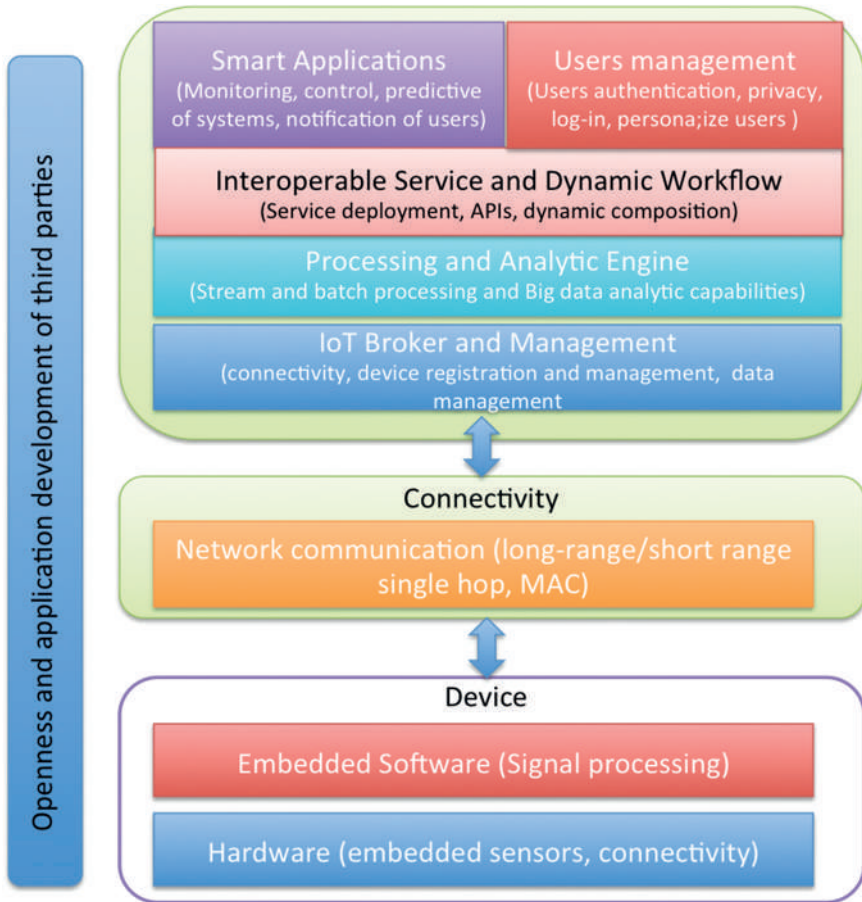 Openness and application development of third parties
Smart Applications
(Monitoring, control, predictive
of systems, notification of users)
Users management
(Users authentication, privacy,
log-in, persona;ize users )
Interoperable Service and Dynamic Workflow
(Service deployment, APIs, dynamic composition)
Processing and Analytic Engine
(Stream and batch processing and Big data analytic capabilities)
IoT Broker and Management
(connectivity, device registration and management, data
management
Connectivity
Network communication (long-range/short range
single hop, MAC)
Device
Embedded Software (Signal processing)
Hardware (embedded sensors, connectivity)